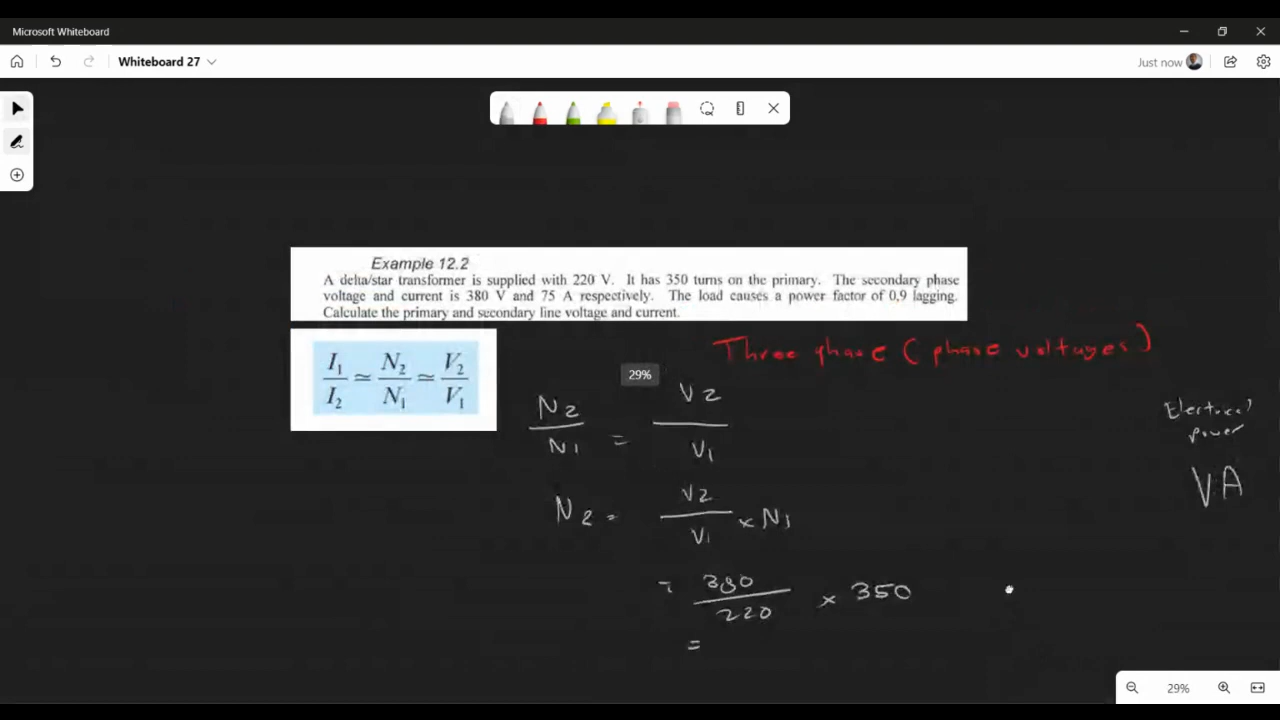 Microsoft Whiteboard
Whiteboard 27
Just now
Example 12.2
A delta/star transformer is supplied with 220 V. It has 350 turns on the primary. The secondary phase
voltage and current is 380 V and 75 A respectively. The load causes a power factor of 0,9 lagging.
Calculate the primary and secondary line voltage and current.
I₁/I₂ ≃ N₂/N₁ ≃ V₂/V₁
Three phase (phase voltages)
29%
N2/N1 = V2/V1
Electrical
power
VA
N2 = V2/V1 × N1
= 380/220 × 350
=
29%